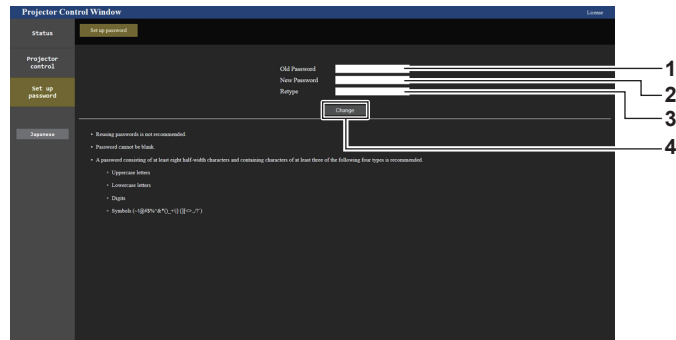 Projector Control Window
License
Status
Set up password
Projector
control
Set up
password
Japanese
Old Password
New Password
Retype
Change
• Reusing passwords is not recommended.
• Password cannot be blank.
• A password consisting of at least eight half-width characters and containing characters of at least three of the following four types is recommended.
• Uppercase letters
• Lowercase letters
• Digits
• Symbols
1
2
3
4